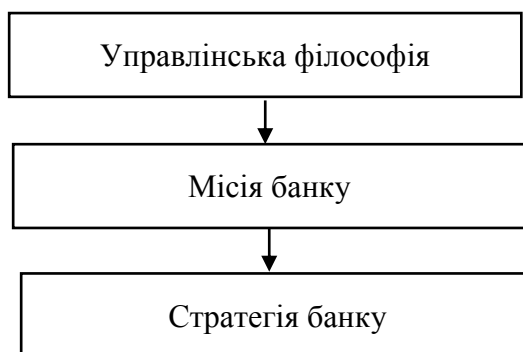 Управлінська філософія
Місія банку
Стратегія банку